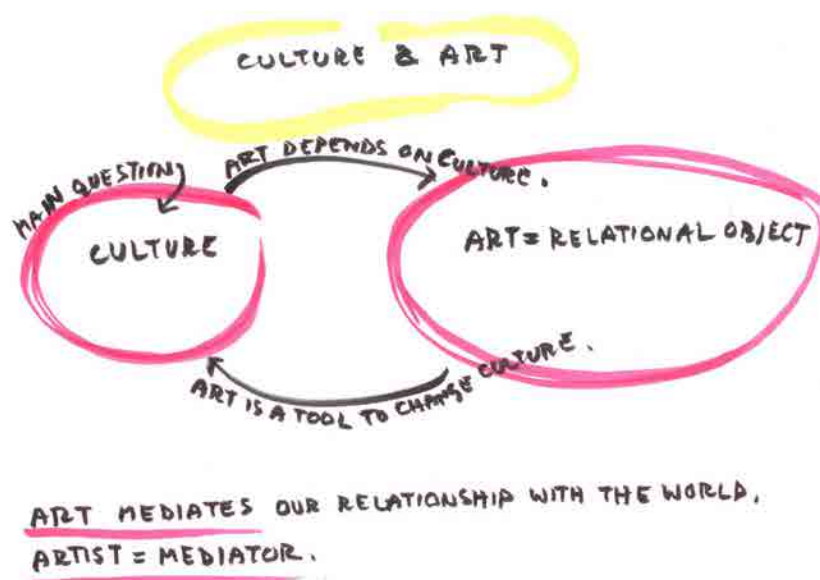 CULTURE & ART
ART DEPENDS ON CULTURE.
MAIN QUESTION
CULTURE
ART = RELATIONAL OBJECT
ART IS A TOOL TO CHANGE CULTURE.
ART MEDIATES OUR RELATIONSHIP WITH THE WORLD.
ARTIST = MEDIATOR.